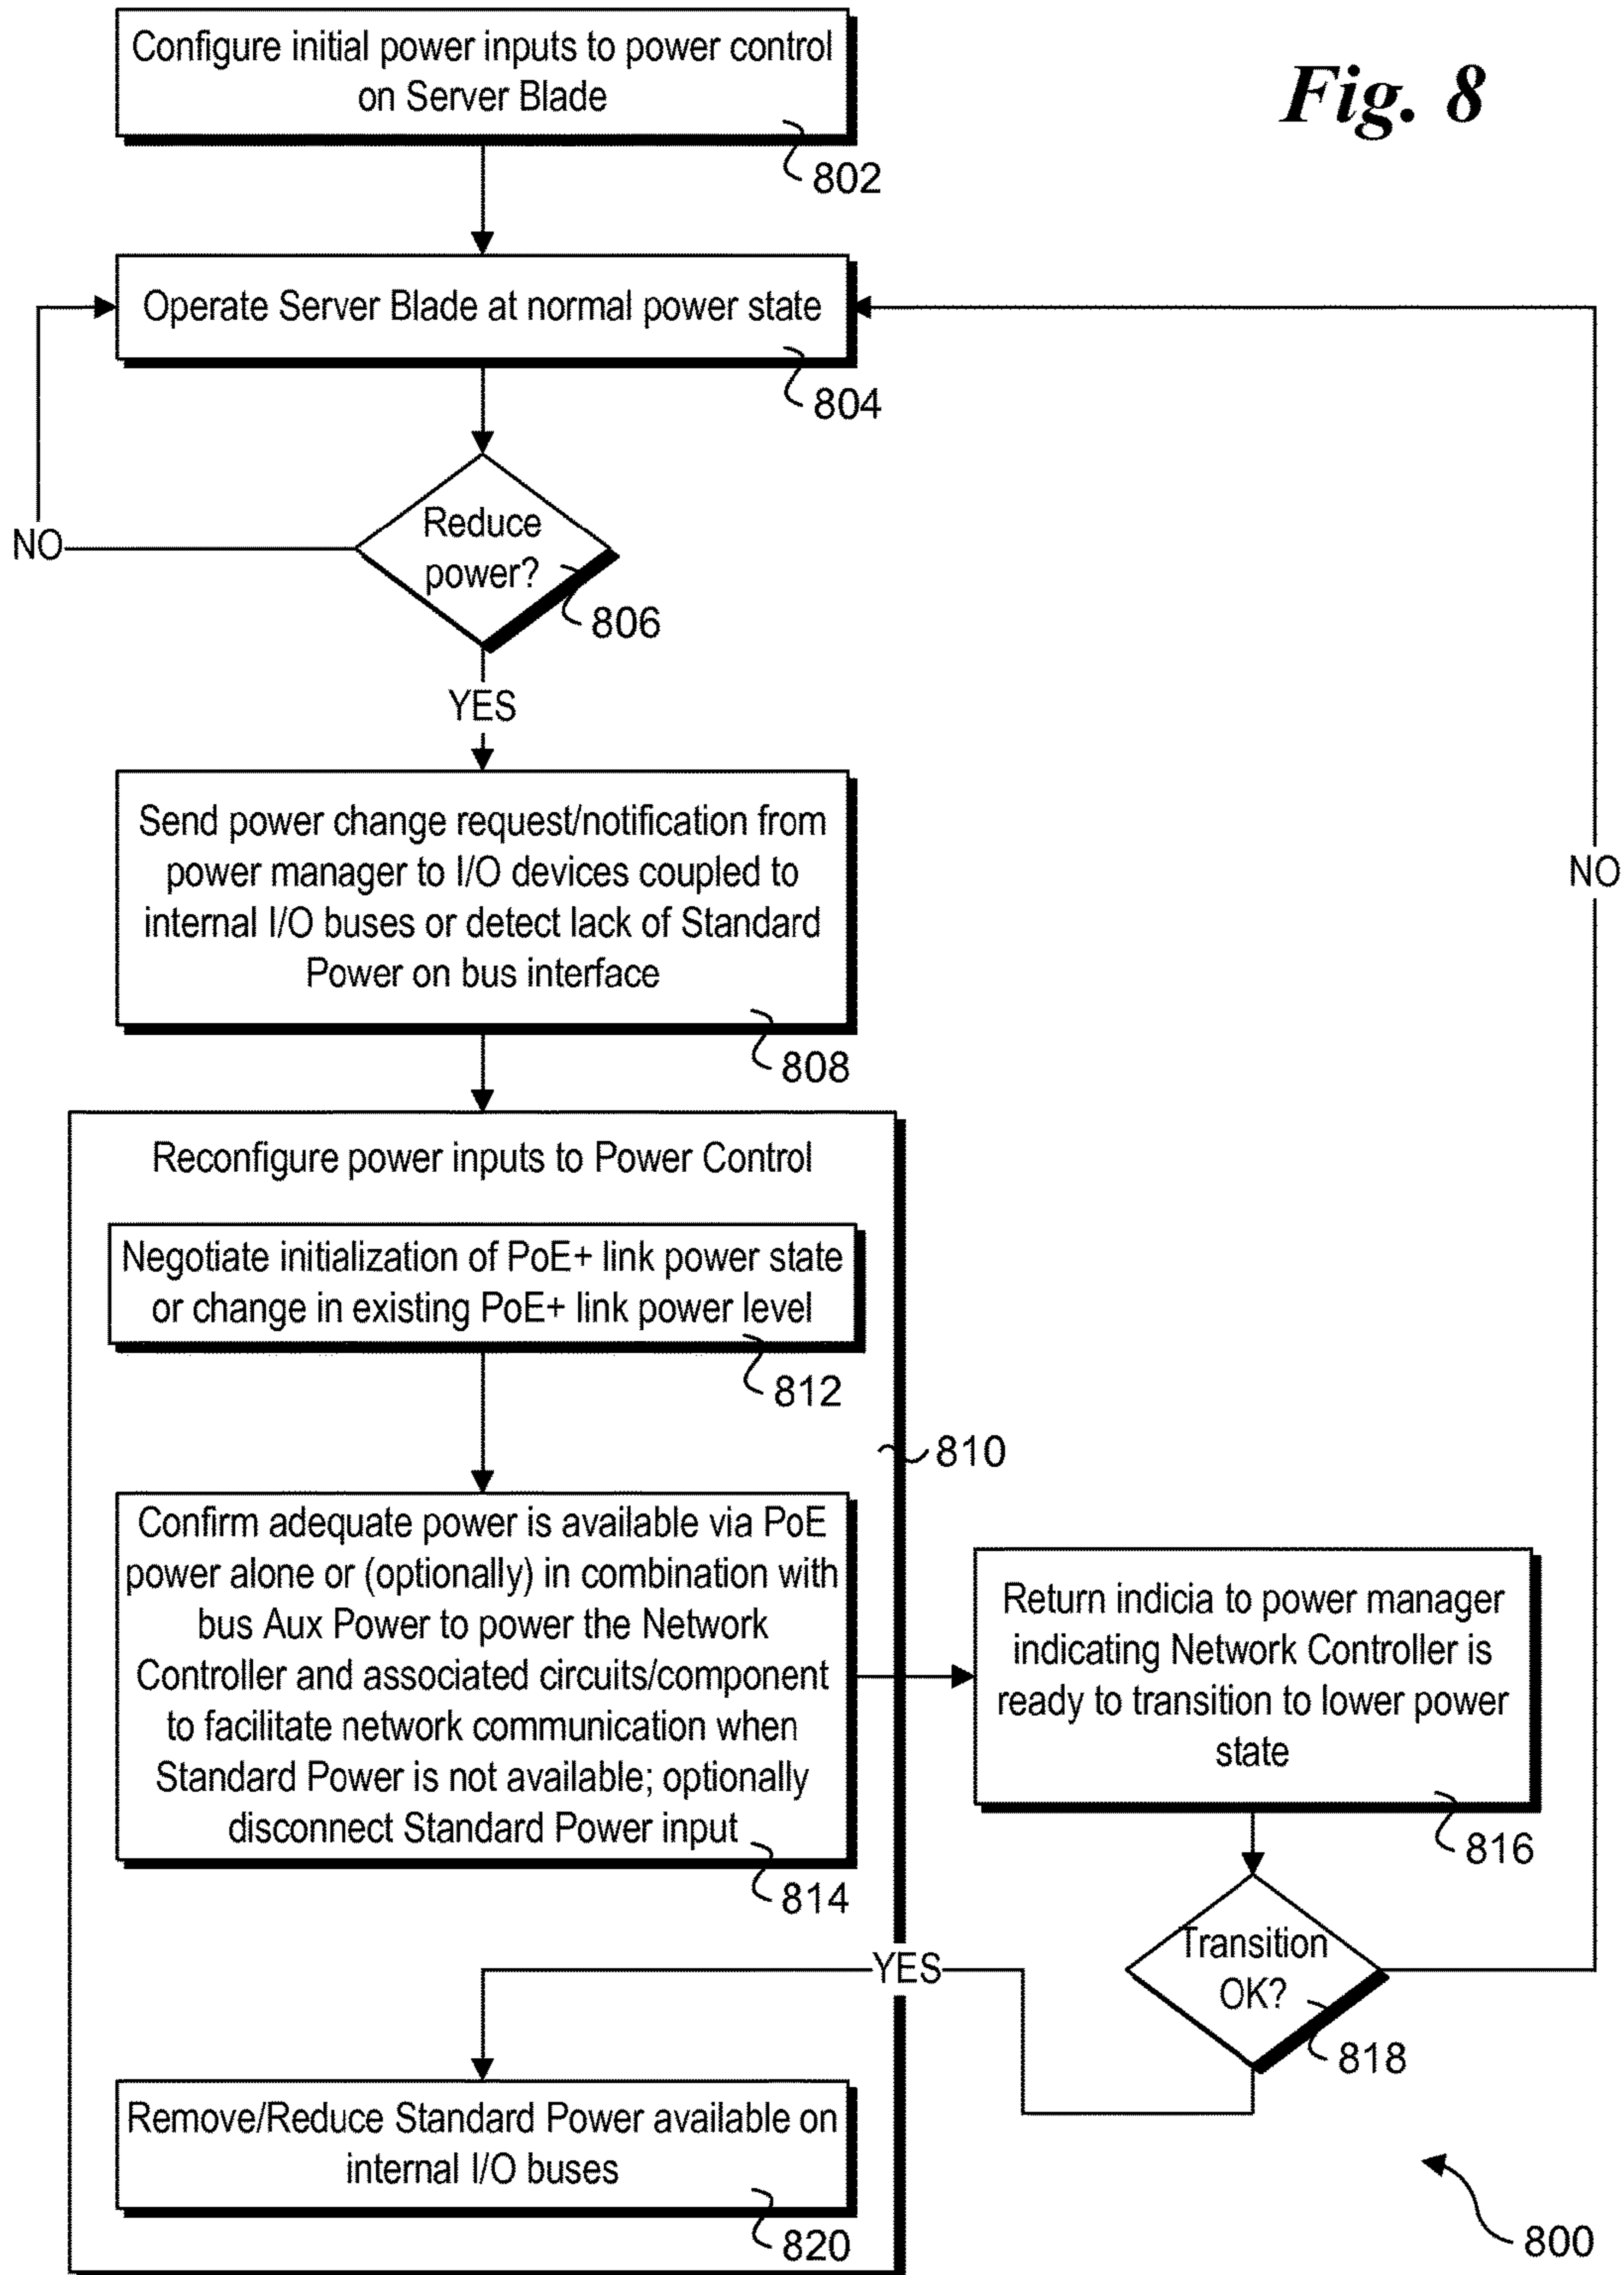 Fig. 8
Configure initial power inputs to power control
on Server Blade
802
Operate Server Blade at normal power state
804
Reduce
power?
806
NO
YES
Send power change request/notification from
power manager to I/O devices coupled to
internal I/O buses or detect lack of Standard
Power on bus interface
808
NO
Reconfigure power inputs to Power Control
Negotiate initialization of PoE+ link power state
or change in existing PoE+ link power level
812
810
Confirm adequate power is available via PoE
power alone or (optionally) in combination with
bus Aux Power to power the Network
Controller and associated circuits/component
to facilitate network communication when
Standard Power is not available; optionally
disconnect Standard Power input
814
Return indicia to power manager
indicating Network Controller is
ready to transition to lower power
state
816
Transition
OK?
818
YES
Remove/Reduce Standard Power available on
internal I/O buses
820
800